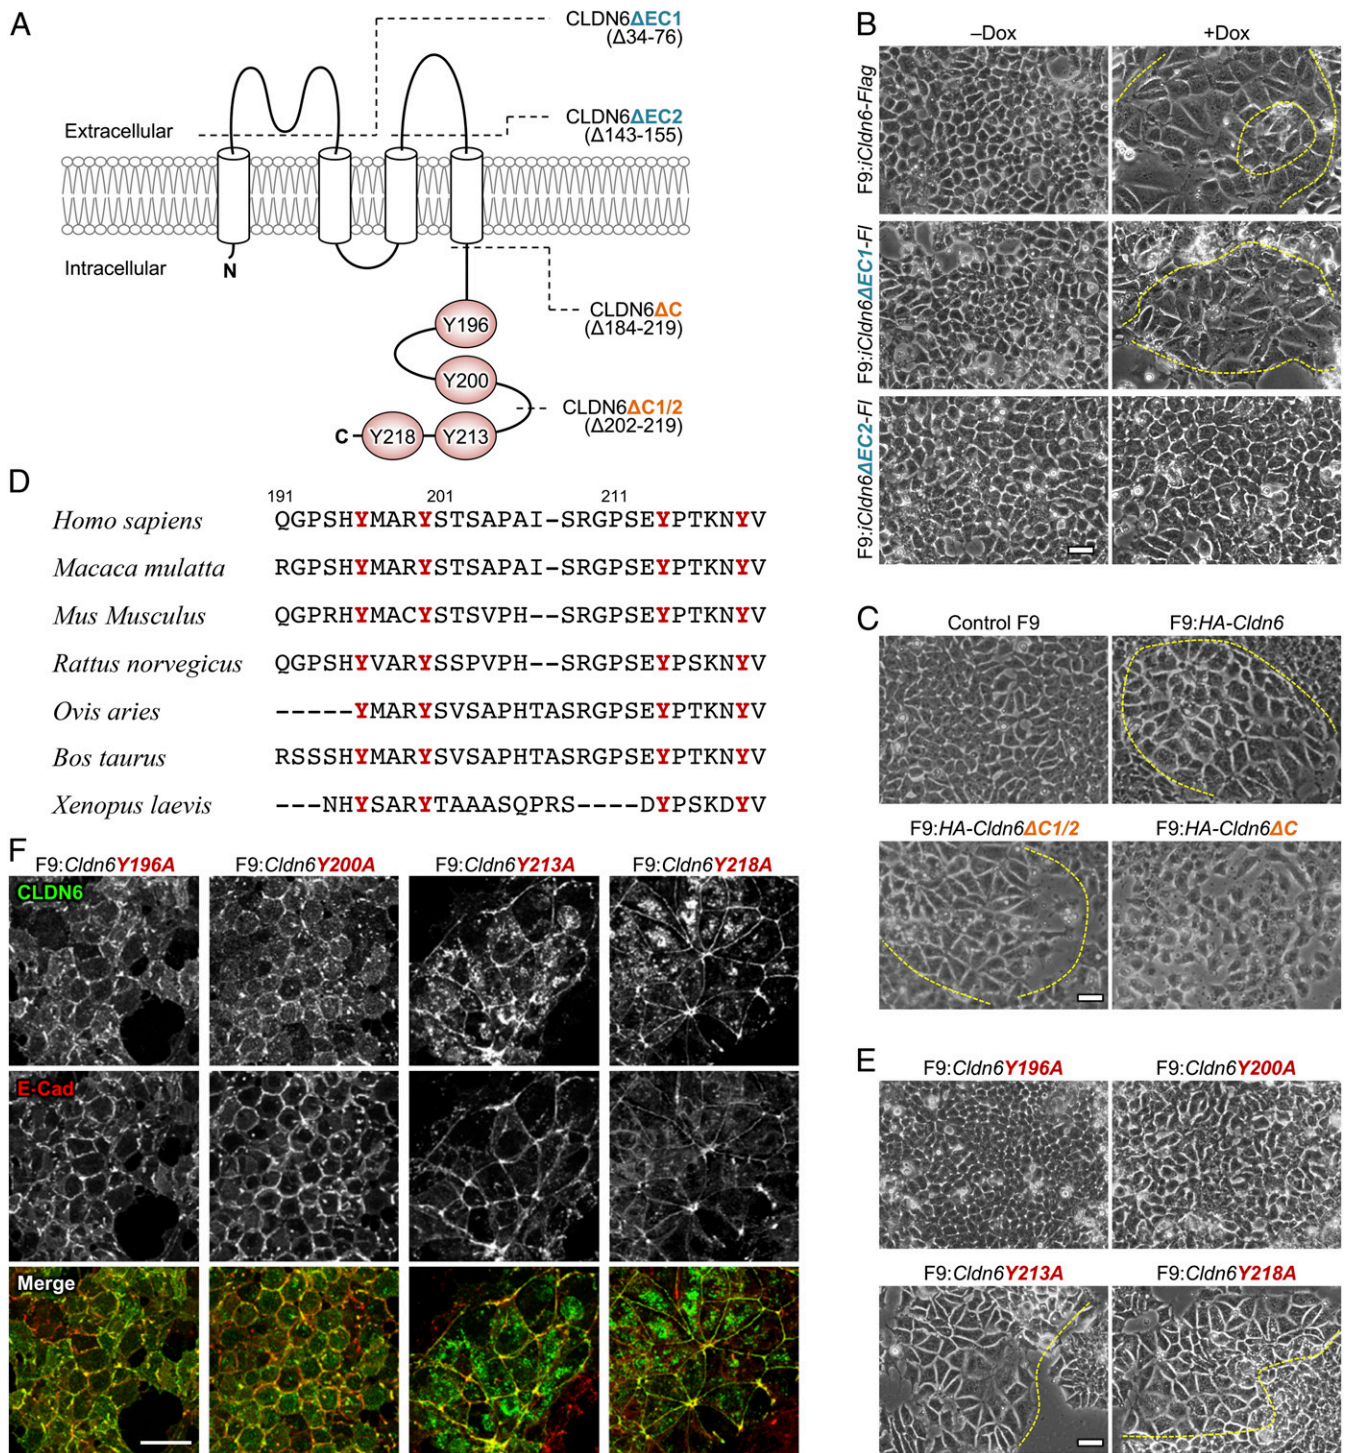 A
CLDN6ΔEC1
(Δ34-76)
CLDN6ΔEC2
(Δ143-155)
Extracellular
Intracellular
N
CLDN6ΔC
(Δ184-219)
Y196
Y200
CLDN6ΔC1/2
(Δ202-219)
C
Y218
Y213
B
–Dox
+Dox
F9:iCldn6-Flag
F9:iCldn6ΔEC1-Fl
F9:iCldn6ΔEC2-Fl
C
Control F9
F9:HA-Cldn6
F9:HA-Cldn6ΔC1/2
F9:HA-Cldn6ΔC
D
191 201 211
Homo sapiens QGPSHYMARYSTSAPAI-SRGPSEYPTKNYV
Macaca mulatta RGPSHYMARYSTSAPAI-SRGPSEYPTKNYV
Mus Musculus QGPRHYMACYSTSVPH--SRGPSEYPTKNYV
Rattus norvegicus QGPSHYVARYSSPVPH--SRGPSEYPSKNYV
Ovis aries -----YMARYSVSAPHTASRGPSEYPTKNYV
Bos taurus RSSSHYMARYSVSAPHTASRGPSEYPTKNYV
Xenopus laevis ---NHYSARYTAAASQPRS----DYPSKDYV
E
F9:Cldn6Y196A
F9:Cldn6Y200A
F9:Cldn6Y213A
F9:Cldn6Y218A
F
F9:Cldn6Y196A
F9:Cldn6Y200A
F9:Cldn6Y213A
F9:Cldn6Y218A
CLDN6
E-Cad
Merge